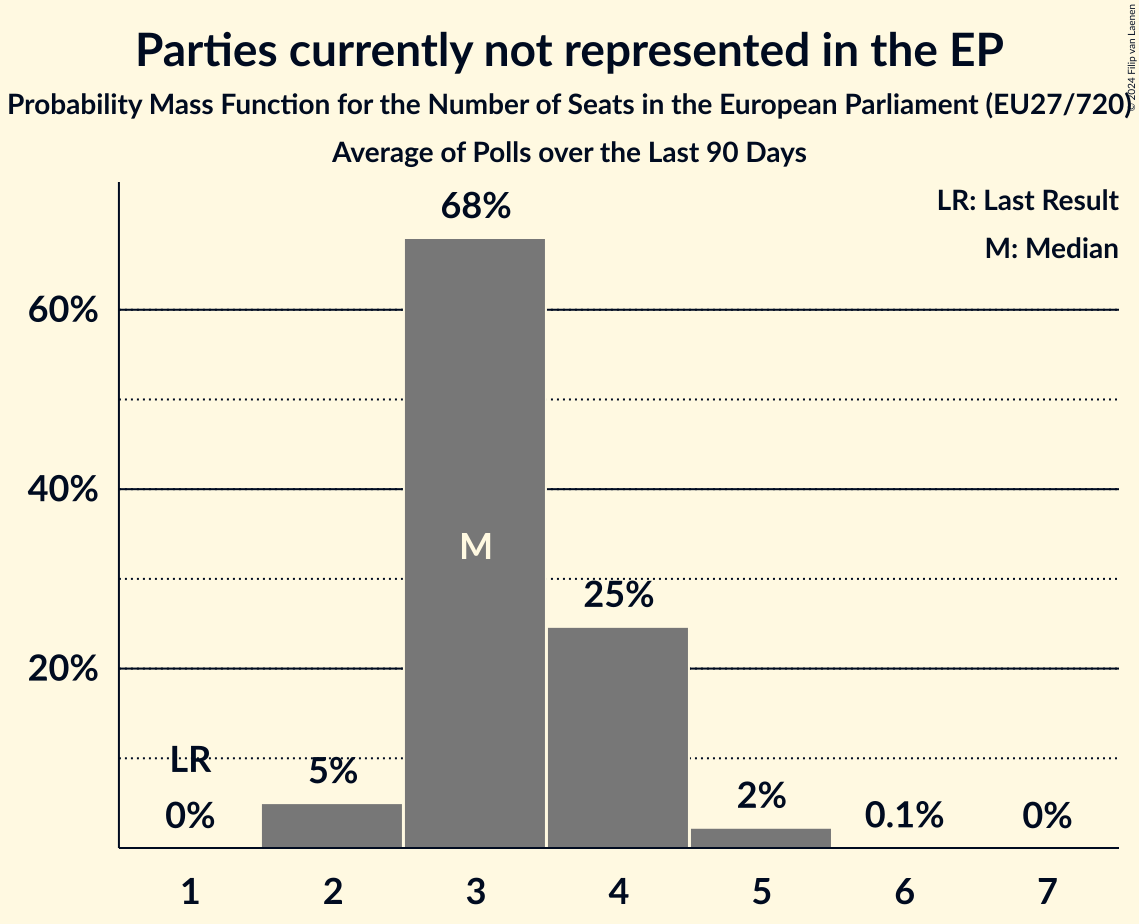 Parties currently not represented in the EP
Probability Mass Function for the Number of Seats in the European Parliament (EU27/720)
Average of Polls over the Last 90 Days
© 2024 Filip van Laenen
LR: Last Result
M: Median
68%
60%
40%
M
25%
20%
LR
5%
2%
0%
0.1%
0%
1 2 3 4 5 6 7